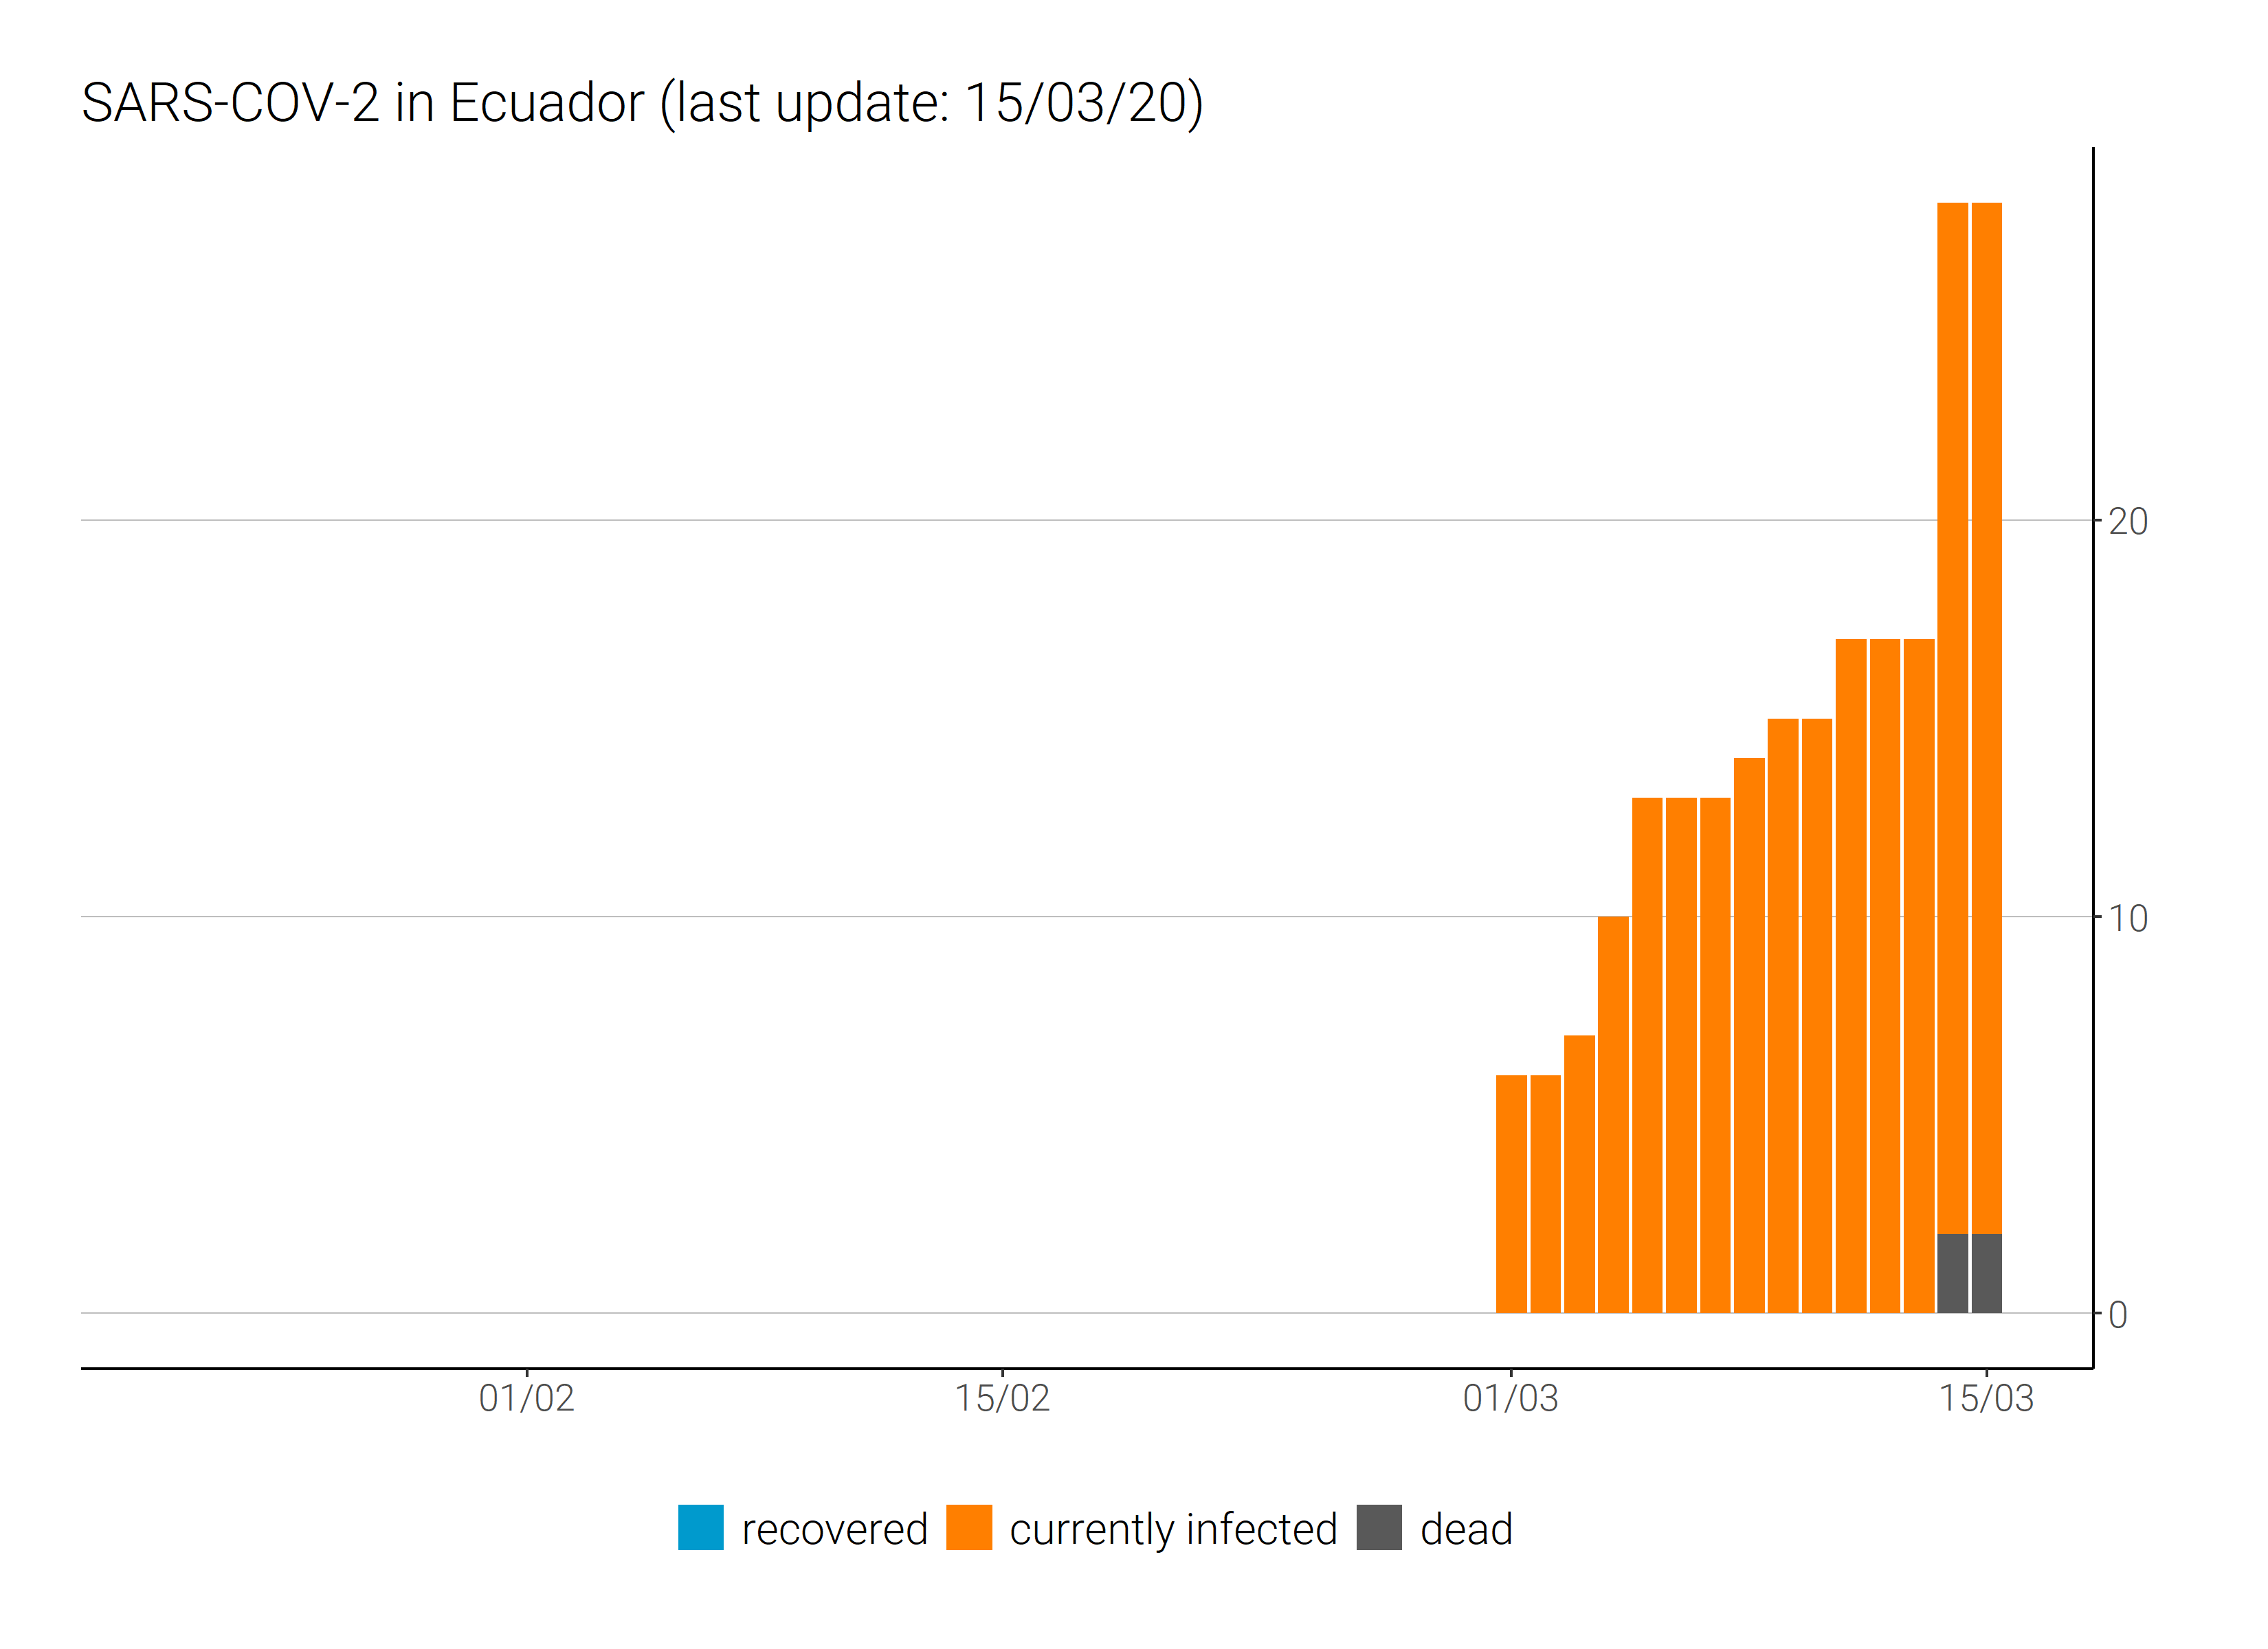 SARS-COV-2 in Ecuador (last update: 15/03/20)
20
10
0
01/02 15/02 01/03 15/03
recovered currently infected dead